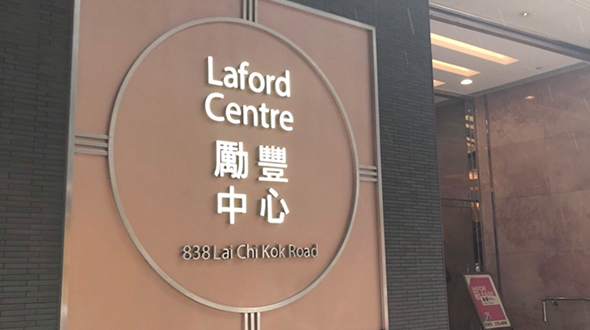 Laford
Centre
勵豐
中心
838 Lai Chi Kok Road